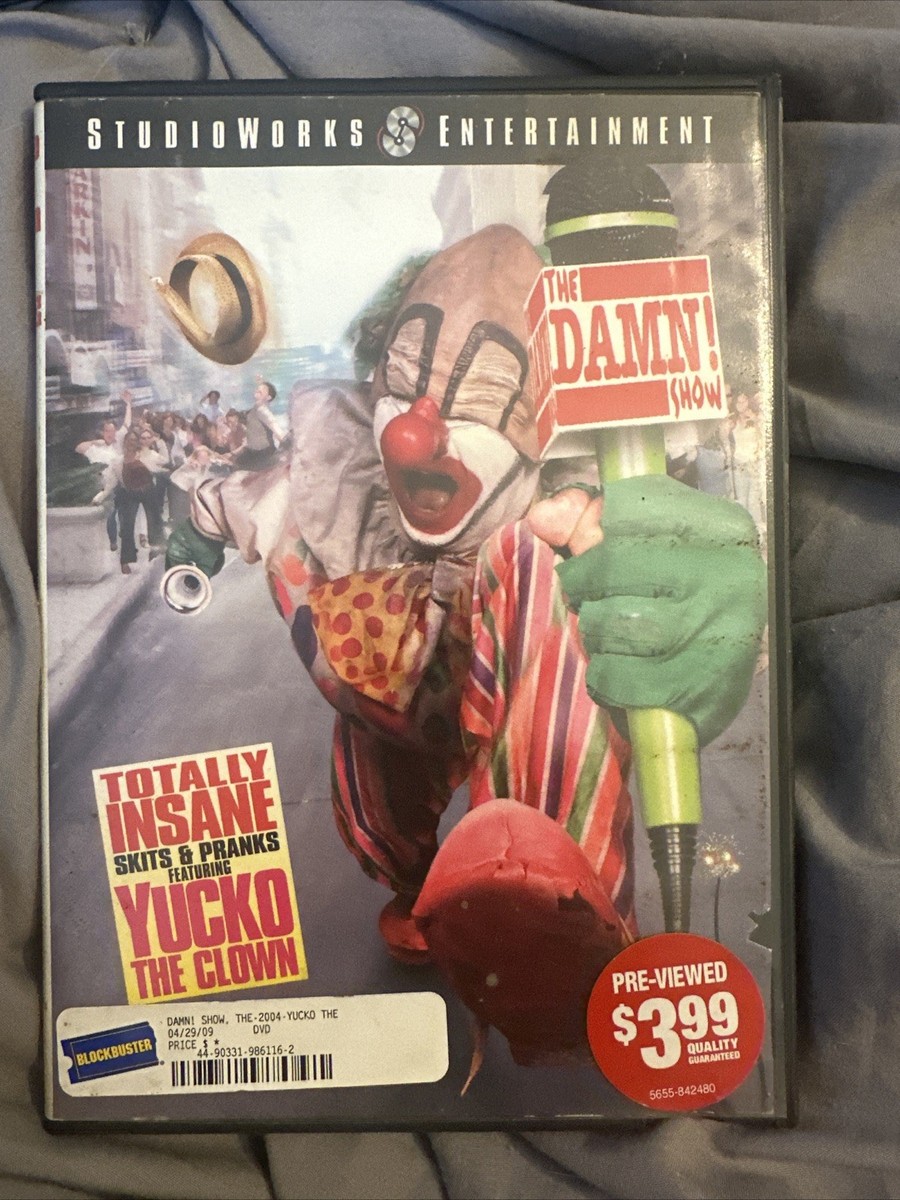 STUDIOWORKS ENTERTAINMENT
THE
DAMN!
SHOW
TOTALLY
INSANE
SKITS & PRANKS
FEATURING
YUCKO
THE CLOWN
BLOCKBUSTER
DAMN! SHOW, THE-2004-YUCKO THE
04/29/09 DVD
PRICE $ *
44-90331-986116-2
PRE-VIEWED
$3.99
QUALITY
GUARANTEED
5655-842480